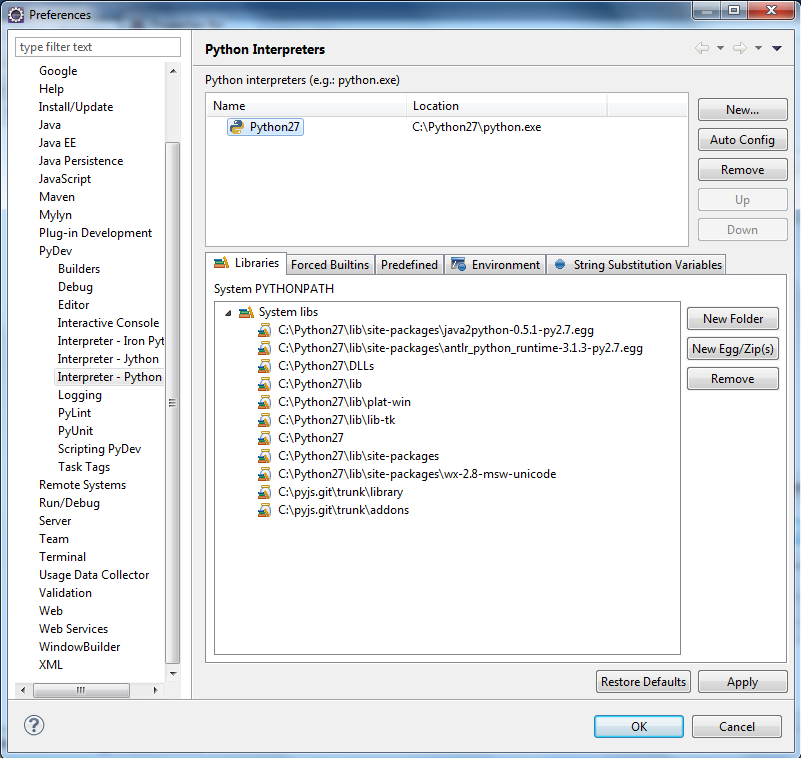 Preferences
type filter text
Google
Help
Install/Update
Java
Java EE
Java Persistence
JavaScript
Maven
Mylyn
Plug-in Development
PyDev
Builders
Debug
Editor
Interactive Console
Interpreter - Iron Pyt
Interpreter - Jython
Interpreter - Python
Logging
PyLint
PyUnit
Scripting PyDev
Task Tags
Remote Systems
Run/Debug
Server
Team
Terminal
Usage Data Collector
Validation
Web
Web Services
WindowBuilder
XML
Python Interpreters
Python interpreters (e.g.: python.exe)
Name Location
Python27 C:\Python27\python.exe
New...
Auto Config
Remove
Up
Down
Libraries Forced Builtins Predefined Environment String Substitution Variables
System PYTHONPATH
System libs
C:\Python27\lib\site-packages\java2python-0.5.1-py2.7.egg
C:\Python27\lib\site-packages\antlr_python_runtime-3.1.3-py2.7.egg
C:\Python27\DLLs
C:\Python27\lib
C:\Python27\lib\plat-win
C:\Python27\lib\lib-tk
C:\Python27
C:\Python27\lib\site-packages
C:\Python27\lib\site-packages\wx-2.8-msw-unicode
C:\pyjs.git\trunk\library
C:\pyjs.git\trunk\addons
New Folder
New Egg/Zip(s)
Remove
Restore Defaults Apply
OK Cancel